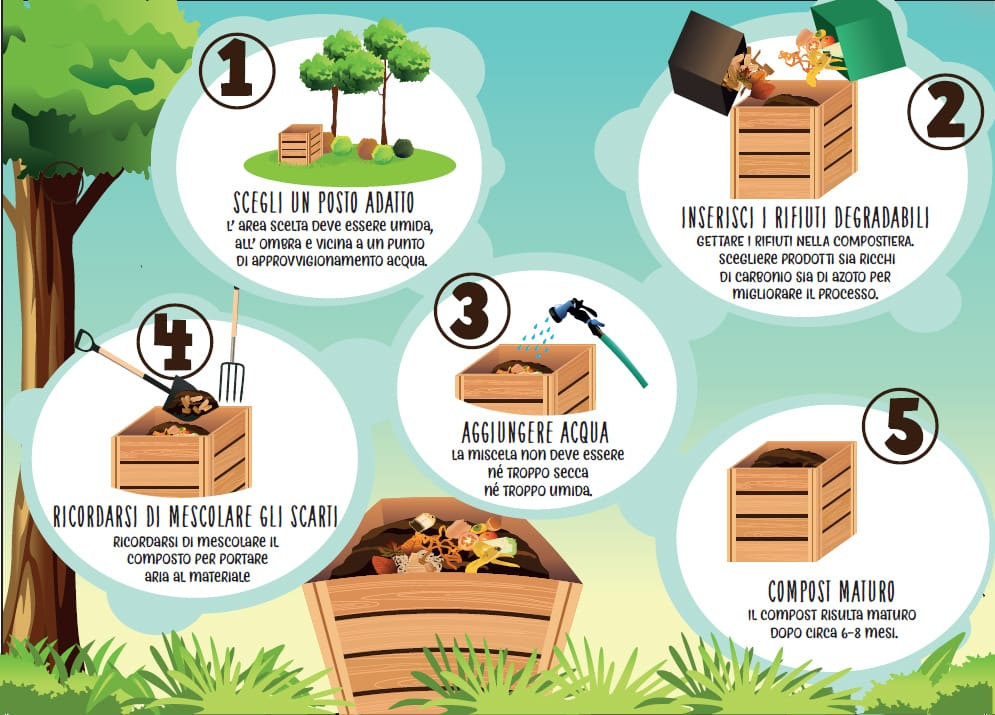 1
SCEGLI UN POSTO ADATTO
L' AREA SCELTA DEVE ESSERE UMIDA,
ALL' OMBRA E VICINA A UN PUNTO
DI APPROVVIGIONAMENTO ACQUA.
2
INSERISCI I RIFIUTI DEGRADABILI
GETTARE I RIFIUTI NELLA COMPOSTIERA.
SCEGLIERE PRODOTTI SIA RICCHI
DI CARBONIO SIA DI AZOTO PER
MIGLIORARE IL PROCESSO.
3
AGGIUNGERE ACQUA
LA MISCELA NON DEVE ESSERE
NÉ TROPPO SECCA
NÉ TROPPO UMIDA.
4
RICORDARSI DI MESCOLARE GLI SCARTI
RICORDARSI DI MESCOLARE IL
COMPOSTO PER PORTARE
ARIA AL MATERIALE
5
COMPOST MATURO
IL COMPOST RISULTA MATURO
DOPO CIRCA 6-8 MESI.